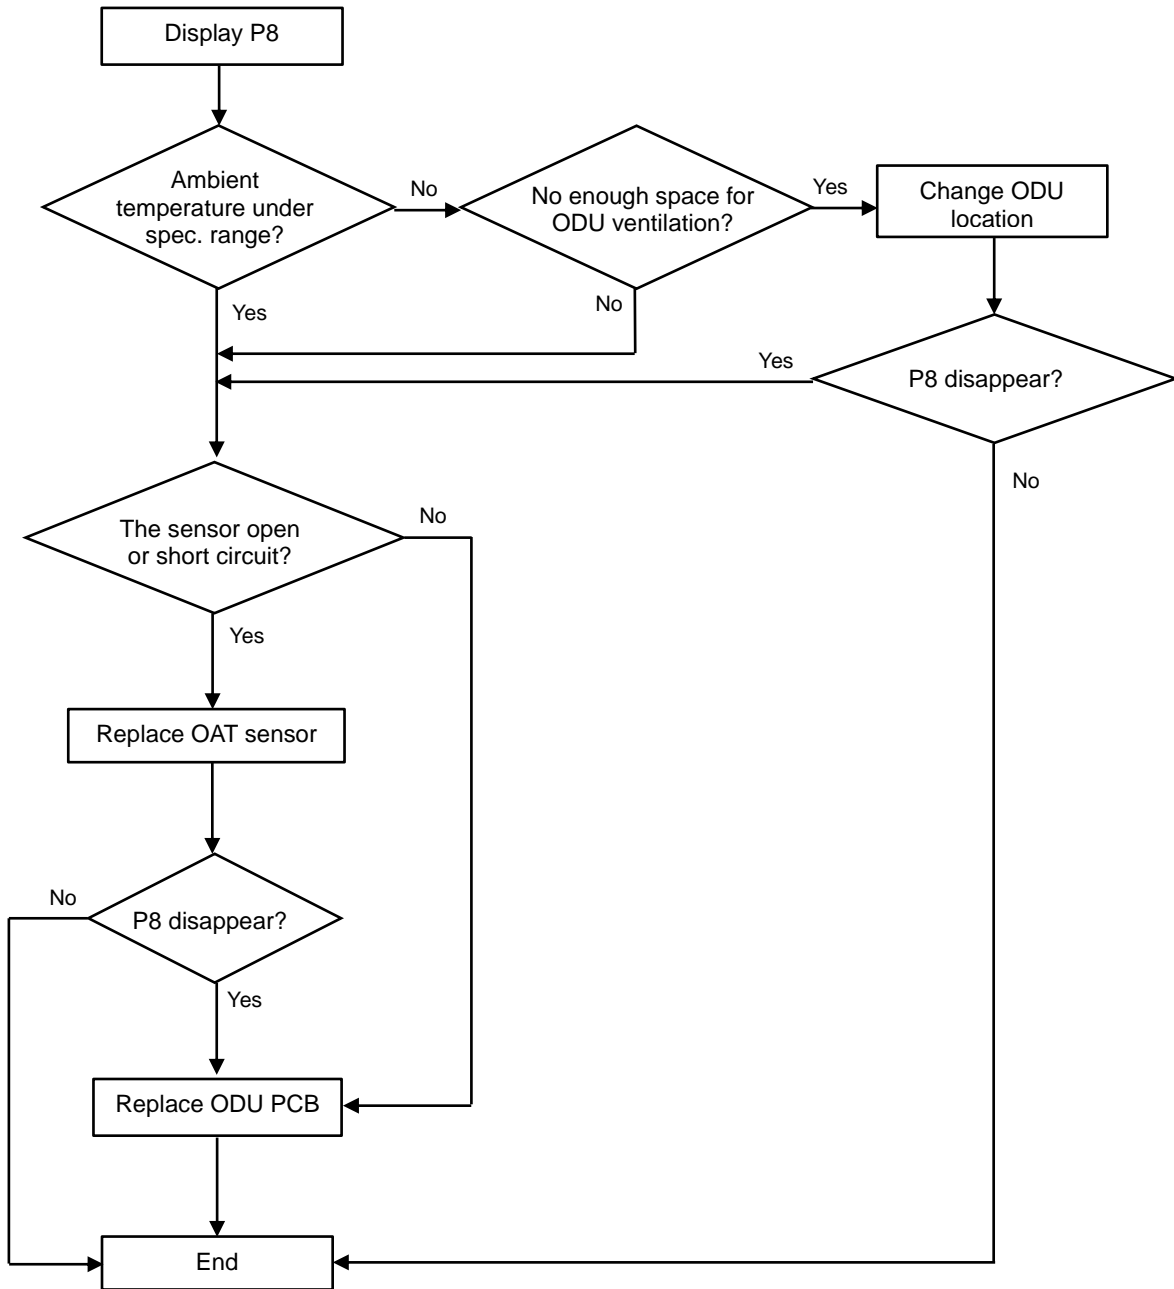 Display P8
Ambient
temperature under
spec. range?
No
No enough space for
ODU ventilation?
Yes
Change ODU
location
Yes
No
Yes
P8 disappear?
No
The sensor open
or short circuit?
No
Yes
Replace OAT sensor
No
P8 disappear?
Yes
Replace ODU PCB
End